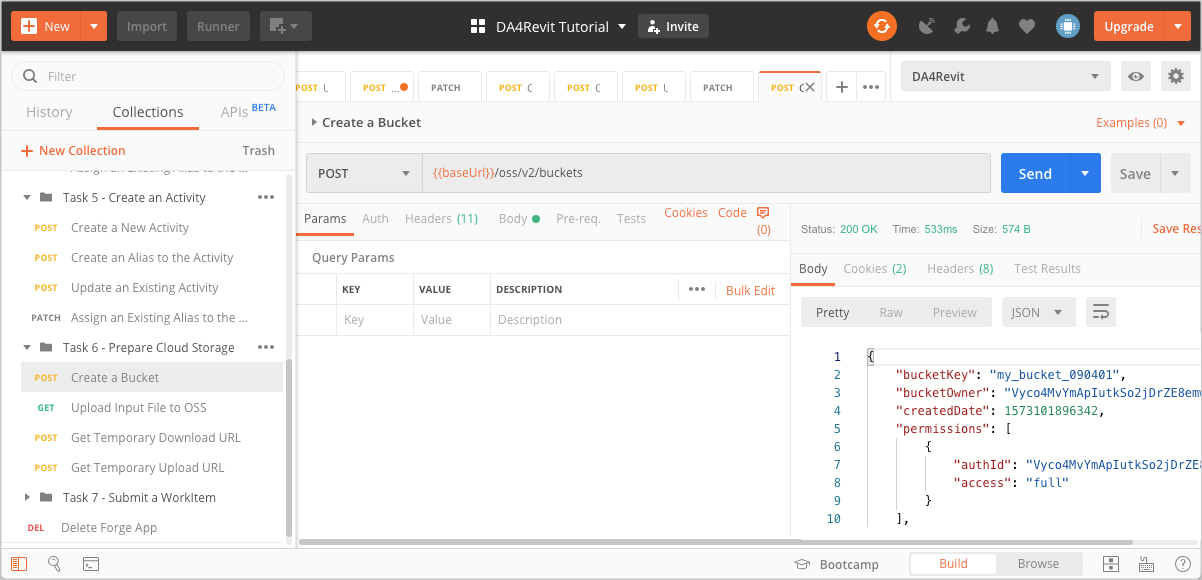 New Import Runner DA4Revit Tutorial Invite Upgrade
Filter
History Collections APIs BETA
New Collection Trash
Task 5 - Create an Activity
POST Create a New Activity
POST Create an Alias to the Activity
POST Update an Existing Activity
PATCH Assign an Existing Alias to the ...
Task 6 - Prepare Cloud Storage
POST Create a Bucket
GET Upload Input File to OSS
POST Get Temporary Download URL
POST Get Temporary Upload URL
Task 7 - Submit a WorkItem
DEL Delete Forge App
POST POST ... PATCH POST C POST C POST PATCH POST
DA4Revit
Create a Bucket Examples (0)
POST {{baseUrl}}/oss/v2/buckets Send Save
Params Auth Headers (11) Body Pre-req. Tests Cookies Code (0)
Query Params
KEY VALUE DESCRIPTION ••• Bulk Edit
Key Value Description
Status: 200 OK Time: 533ms Size: 574 B Save Res
Body Cookies (2) Headers (8) Test Results
Pretty Raw Preview JSON
1 {
2 "bucketKey": "my_bucket_090401",
3 "bucketOwner": "Vyco4MvYmApIutkSo2jDrZE8em
4 "createdDate": 1573101896342,
5 "permissions": [
6 {
7 "authId": "Vyco4MvYmApIutkSo2jDrZE8
8 "access": "full"
9 }
10 ],
Bootcamp Build Browse